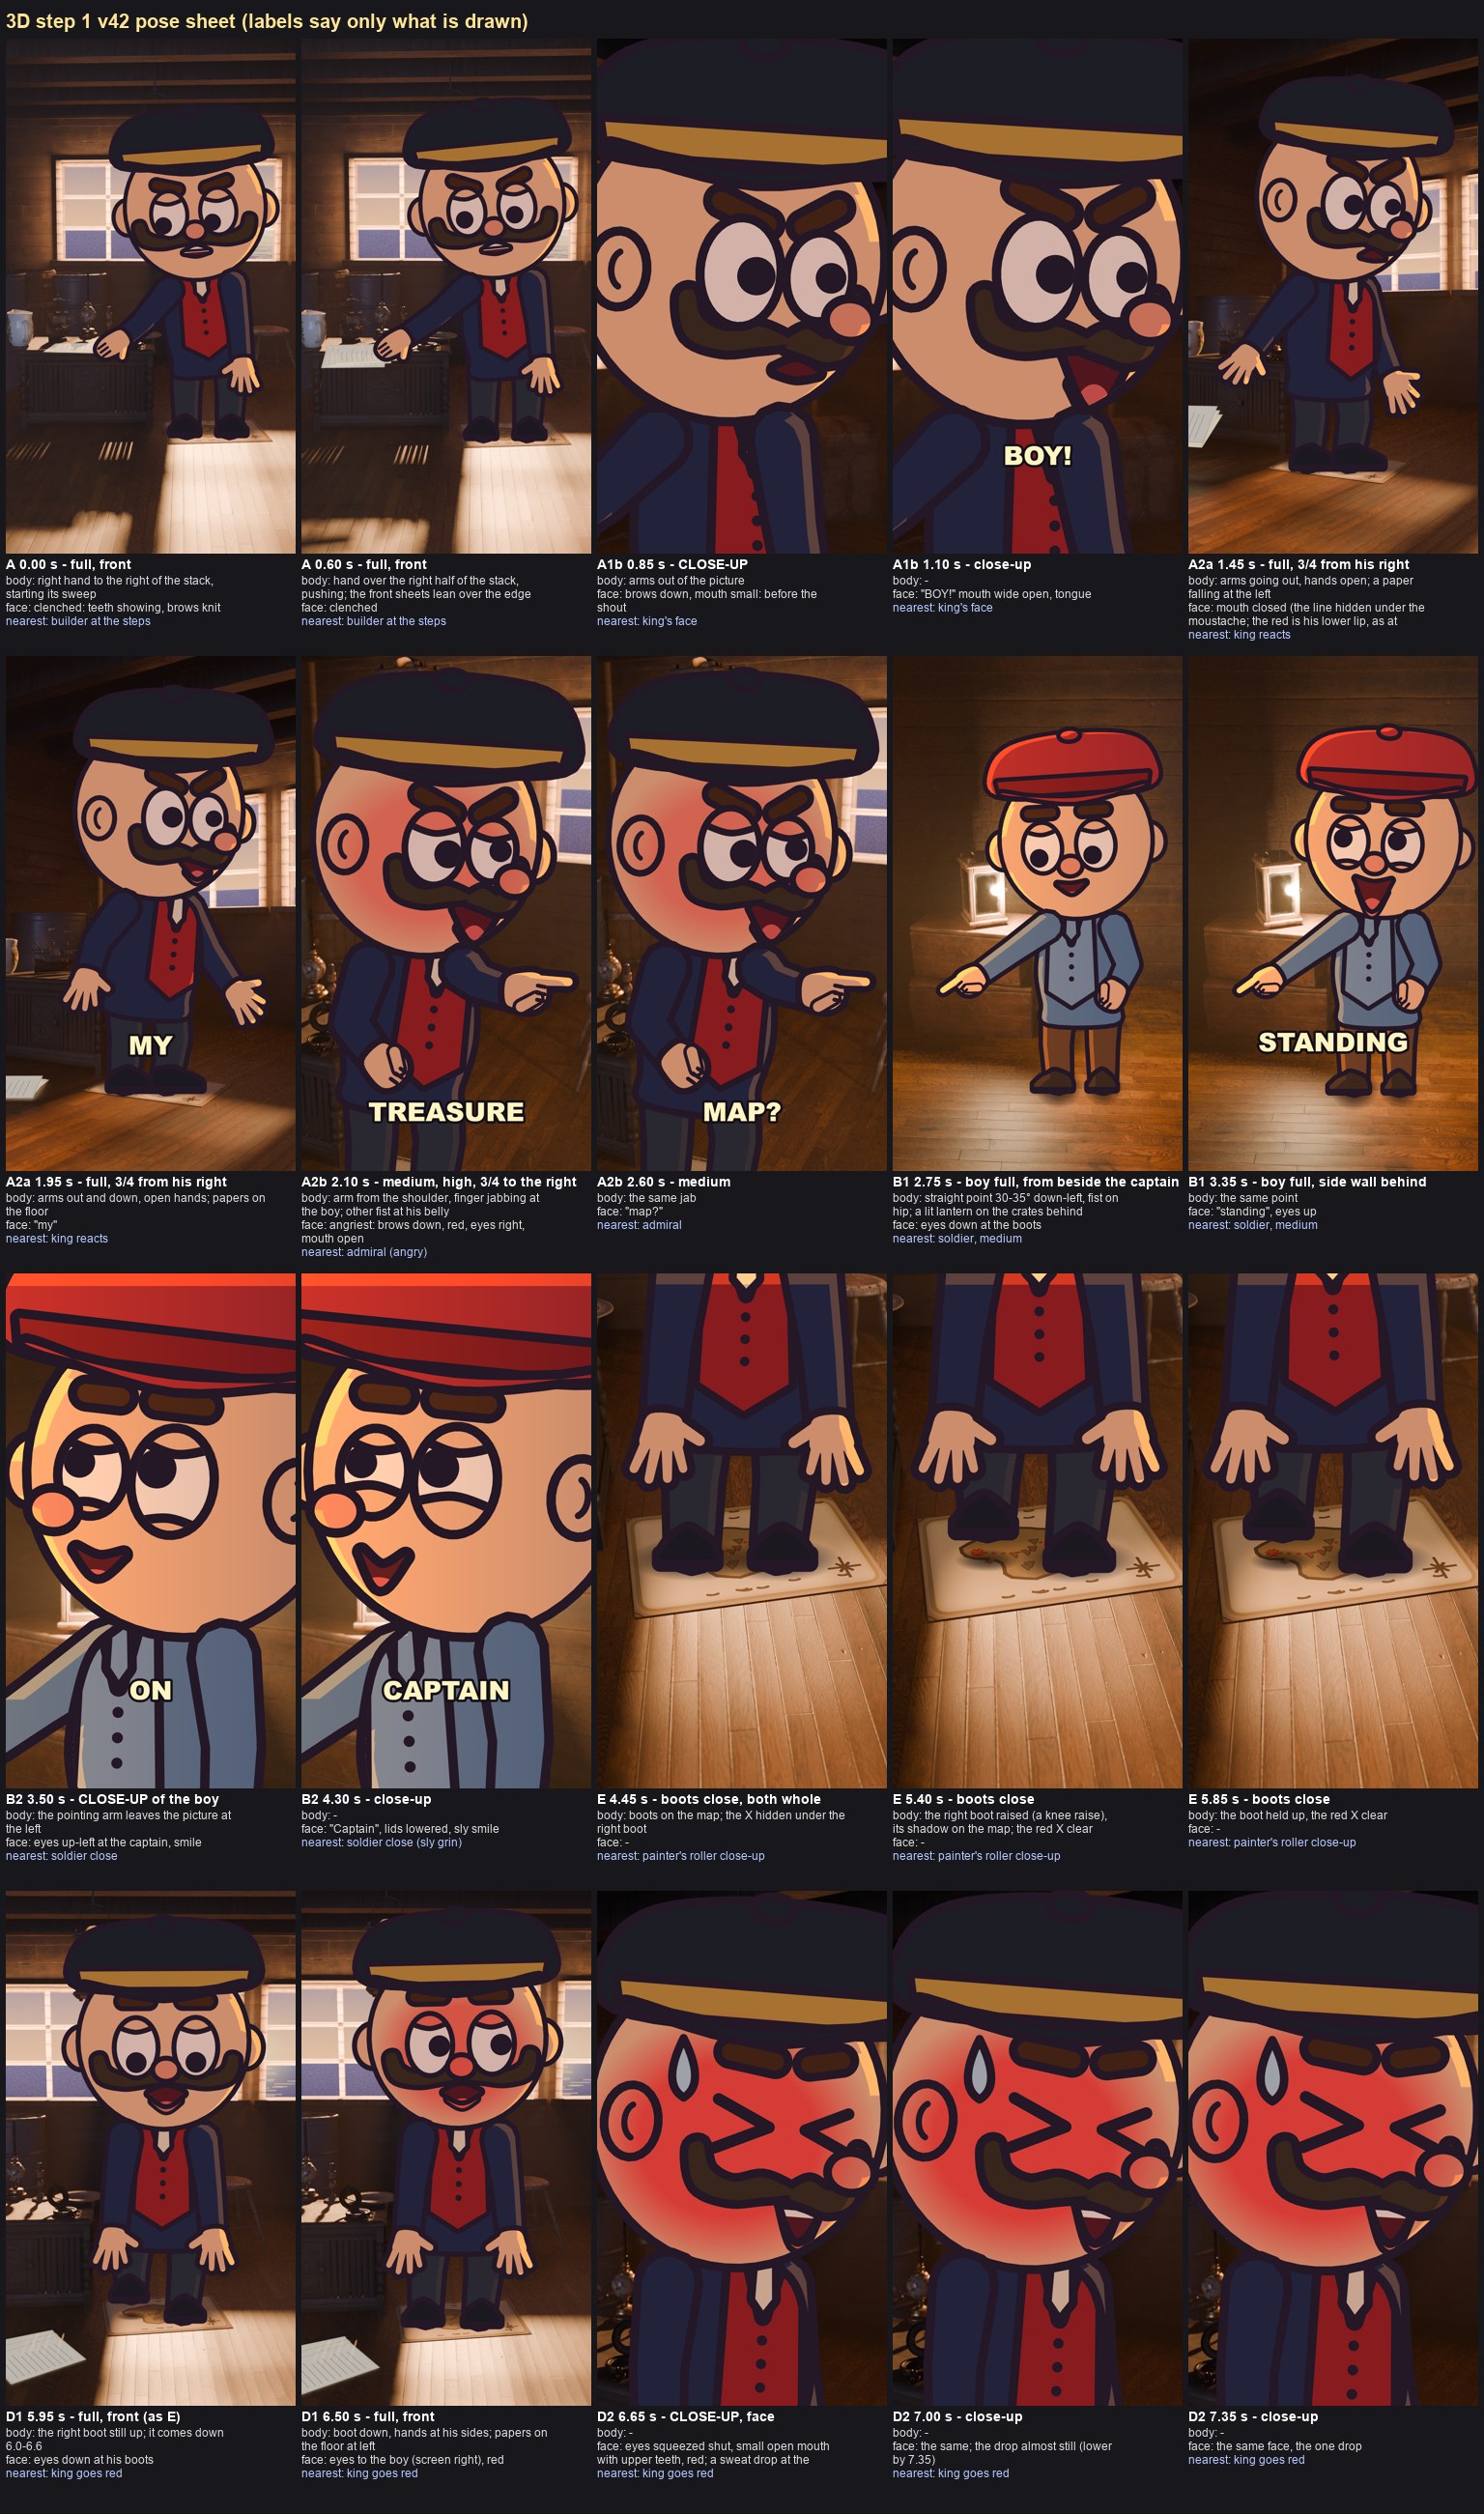 3D step 1 v42 pose sheet (labels say only what is drawn)
BOY!
A 0.00 s - full, front
body: right hand to the right of the stack,
starting its sweep
face: clenched: teeth showing, brows knit
nearest: builder at the steps
A 0.60 s - full, front
body: hand over the right half of the stack,
pushing; the front sheets lean over the edge
face: clenched
nearest: builder at the steps
A1b 0.85 s - CLOSE-UP
body: arms out of the picture
face: brows down, mouth small: before the
shout
nearest: king's face
A1b 1.10 s - close-up
body: -
face: "BOY!" mouth wide open, tongue
nearest: king's face
A2a 1.45 s - full, 3/4 from his right
body: arms going out, hands open; a paper
falling at the left
face: mouth closed (the line hidden under the
moustache; the red is his lower lip, as at
nearest: king reacts
MY
TREASURE
MAP?
STANDING
A2a 1.95 s - full, 3/4 from his right
body: arms out and down, open hands; papers on
the floor
face: "my"
nearest: king reacts
A2b 2.10 s - medium, high, 3/4 to the right
body: arm from the shoulder, finger jabbing at
the boy; other fist at his belly
face: angriest: brows down, red, eyes right,
mouth open
nearest: admiral (angry)
A2b 2.60 s - medium
body: the same jab
face: "map?"
nearest: admiral
B1 2.75 s - boy full, from beside the captain
body: straight point 30-35° down-left, fist on
hip; a lit lantern on the crates behind
face: eyes down at the boots
nearest: soldier, medium
B1 3.35 s - boy full, side wall behind
body: the same point
face: "standing", eyes up
nearest: soldier, medium
ON
CAPTAIN
B2 3.50 s - CLOSE-UP of the boy
body: the pointing arm leaves the picture at
the left
face: eyes up-left at the captain, smile
nearest: soldier close
B2 4.30 s - close-up
body: -
face: "Captain", lids lowered, sly smile
nearest: soldier close (sly grin)
E 4.45 s - boots close, both whole
body: boots on the map; the X hidden under the
right boot
face: -
nearest: painter's roller close-up
E 5.40 s - boots close
body: the right boot raised (a knee raise),
its shadow on the map; the red X clear
face: -
nearest: painter's roller close-up
E 5.85 s - boots close
body: the boot held up, the red X clear
face: -
nearest: painter's roller close-up
D1 5.95 s - full, front (as E)
body: the right boot still up; it comes down
6.0-6.6
face: eyes down at his boots
nearest: king goes red
D1 6.50 s - full, front
body: boot down, hands at his sides; papers on
the floor at left
face: eyes to the boy (screen right), red
nearest: king goes red
D2 6.65 s - CLOSE-UP, face
body: -
face: eyes squeezed shut, small open mouth
with upper teeth, red; a sweat drop at the
nearest: king goes red
D2 7.00 s - close-up
body: -
face: the same; the drop almost still (lower
by 7.35)
nearest: king goes red
D2 7.35 s - close-up
body: -
face: the same face, the one drop
nearest: king goes red